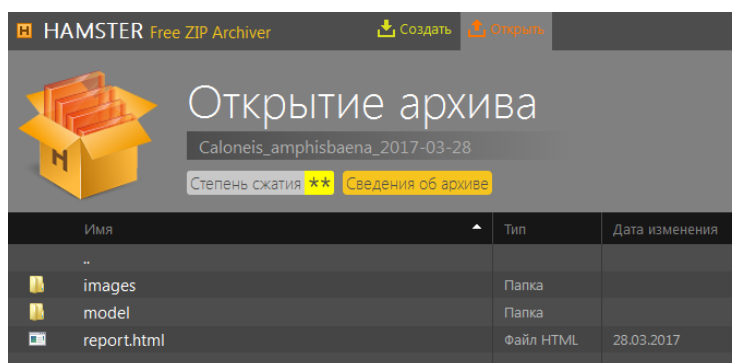 H HAMSTER Free ZIP Archiver Создать Открыть
Открытие архива
Caloneis_amphisbaena_2017-03-28
H
Степень сжатия ** Сведения об архиве
Имя Тип Дата изменения
..
images Папка
model Папка
report.html Файл HTML 28.03.2017